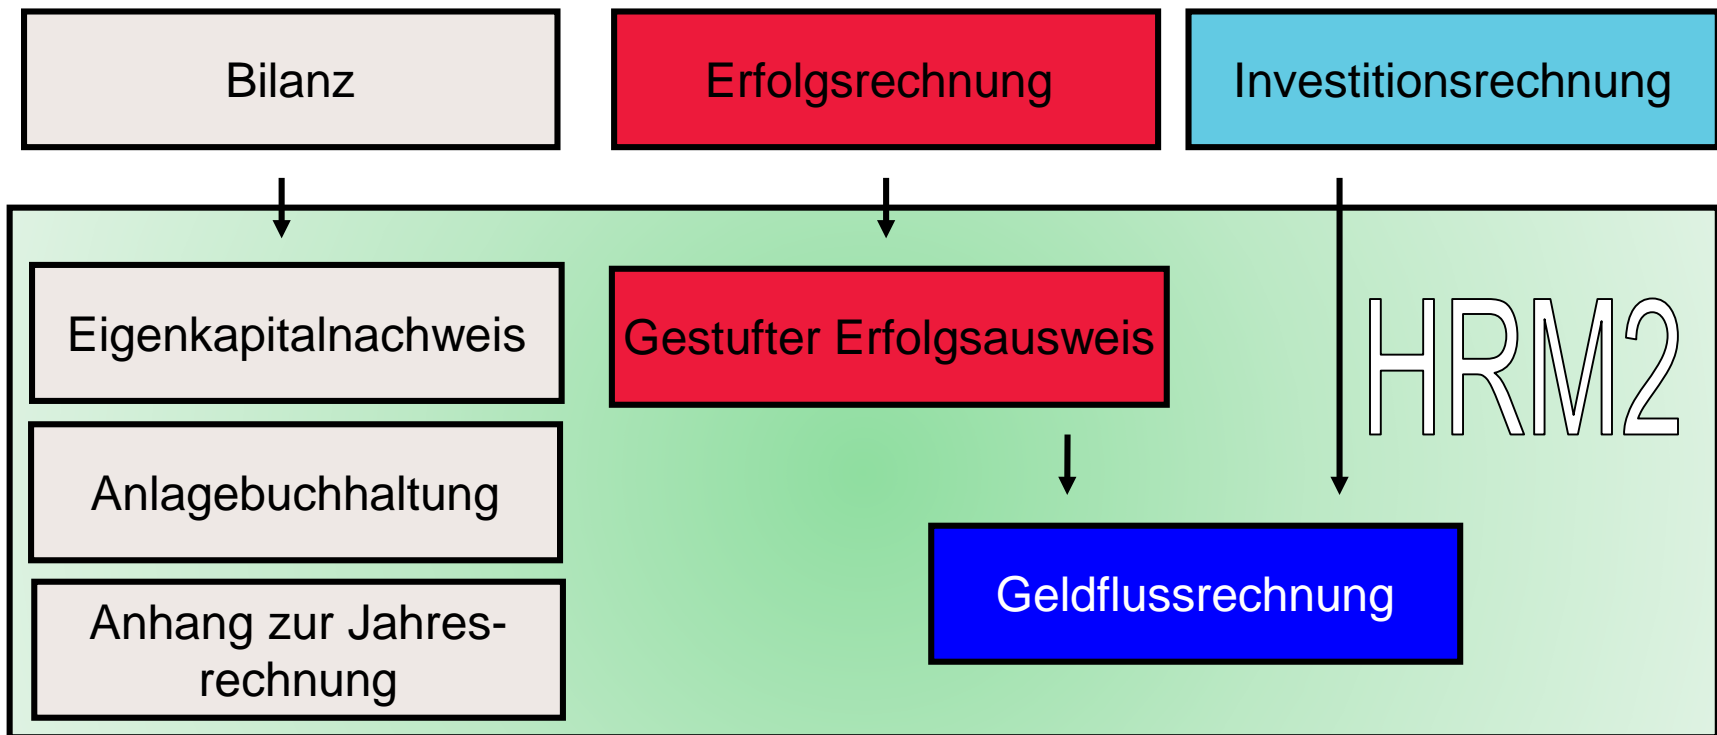 Bilanz
Erfolgsrechnung
Investitionsrechnung
Eigenkapitalnachweis
Gestufter Erfolgsausweis
HRM2
Anlagebuchhaltung
Geldflussrechnung
Anhang zur Jahres-
rechnung